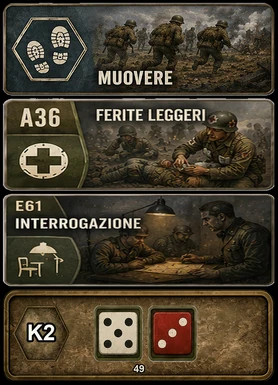 MUOVERE
A36
FERITE LEGGERI
E61
INTERROGAZIONE
K2
49